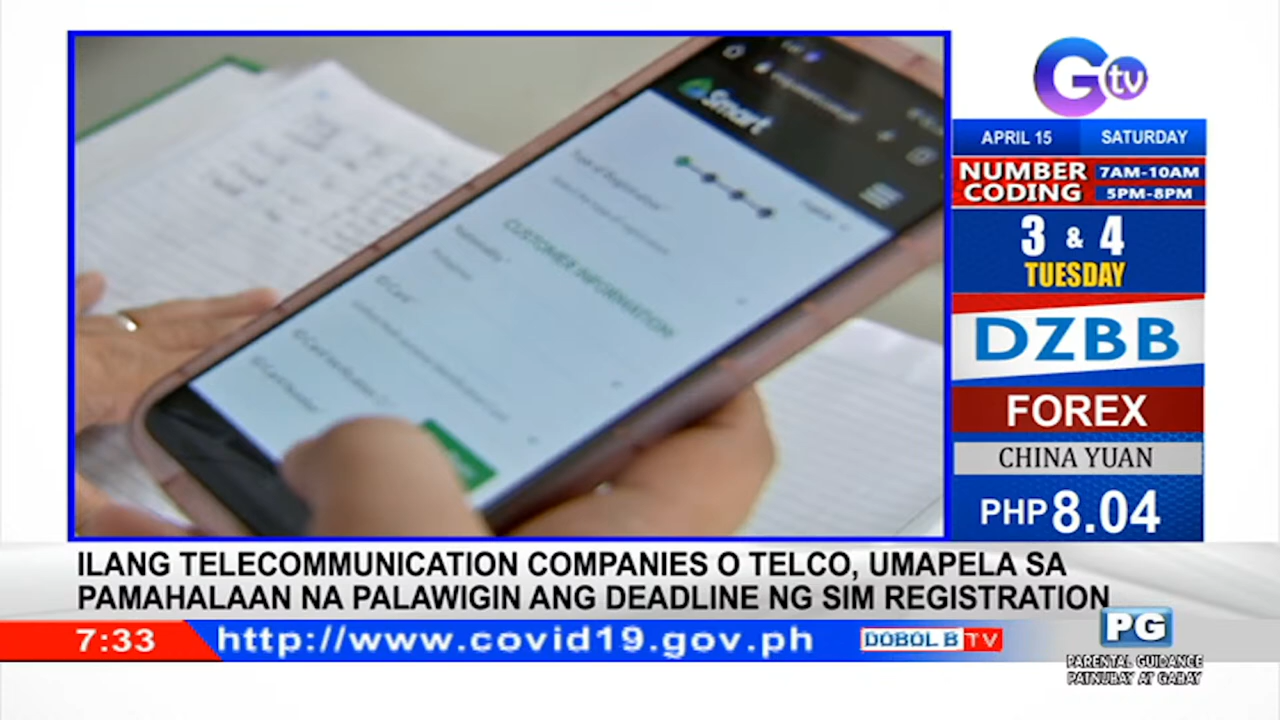 Smart
CUSTOMER INFORMATION
G tv
APRIL 15 SATURDAY
NUMBER CODING
7AM-10AM
5PM-8PM
3 & 4
TUESDAY
DZBB
FOREX
CHINA YUAN
PHP 8.04
ILANG TELECOMMUNICATION COMPANIES O TELCO, UMAPELA SA
PAMAHALAAN NA PALAWIGIN ANG DEADLINE NG SIM REGISTRATION
7:33 http://www.covid19.gov.ph DOBOL B TV
PG
PARENTAL GUIDANCE
PATNUBAY AT GABAY